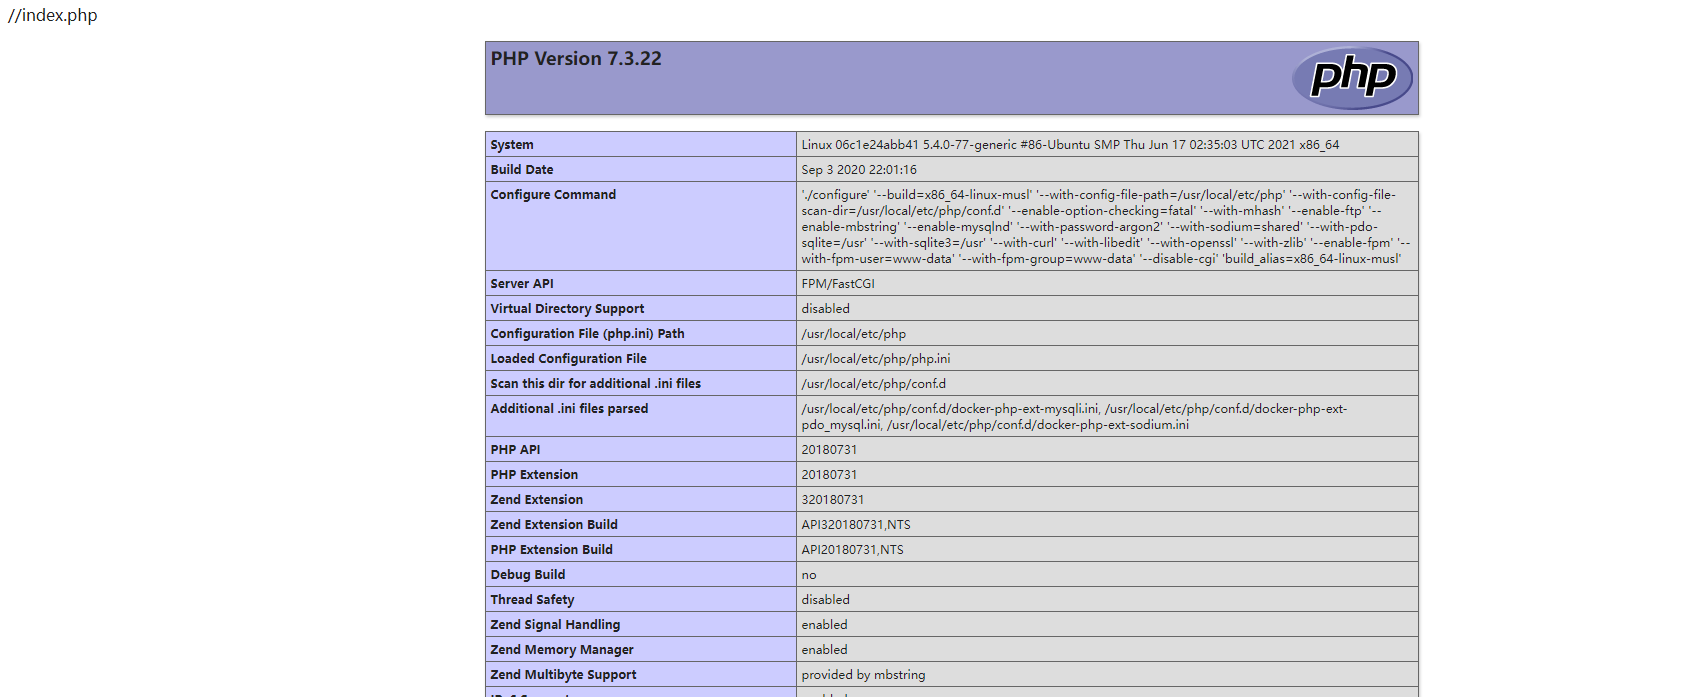 //index.php
PHP Version 7.3.22
php
System
Linux 06c1e24abb41 5.4.0-77-generic #86-Ubuntu SMP Thu Jun 17 02:35:03 UTC 2021 x86_64
Build Date
Sep 3 2020 22:01:16
Configure Command
'./configure' '--build=x86_64-linux-musl' '--with-config-file-path=/usr/local/etc/php' '--with-config-file-
scan-dir=/usr/local/etc/php/conf.d' '--enable-option-checking=fatal' '--with-mhash' '--enable-ftp' '--
enable-mbstring' '--enable-mysqlnd' '--with-password-argon2' '--with-sodium=shared' '--with-pdo-
sqlite=/usr' '--with-sqlite3=/usr' '--with-curl' '--with-libedit' '--with-openssl' '--with-zlib' '--enable-fpm' '--
with-fpm-user=www-data' '--with-fpm-group=www-data' '--disable-cgi' 'build_alias=x86_64-linux-musl'
Server API
FPM/FastCGI
Virtual Directory Support
disabled
Configuration File (php.ini) Path
/usr/local/etc/php
Loaded Configuration File
/usr/local/etc/php/php.ini
Scan this dir for additional .ini files
/usr/local/etc/php/conf.d
Additional .ini files parsed
/usr/local/etc/php/conf.d/docker-php-ext-mysqli.ini, /usr/local/etc/php/conf.d/docker-php-ext-
pdo_mysql.ini, /usr/local/etc/php/conf.d/docker-php-ext-sodium.ini
PHP API
20180731
PHP Extension
20180731
Zend Extension
320180731
Zend Extension Build
API320180731,NTS
PHP Extension Build
API20180731,NTS
Debug Build
no
Thread Safety
disabled
Zend Signal Handling
enabled
Zend Memory Manager
enabled
Zend Multibyte Support
provided by mbstring